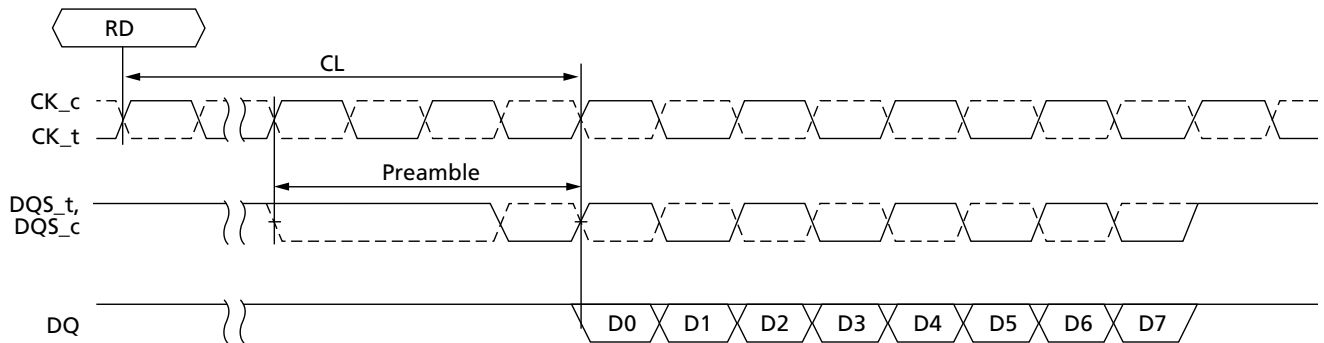 RD
CL
CK_c
CK_t
Preamble
DQS_t,
DQS_c
DQ
D0 D1 D2 D3 D4 D5 D6 D7